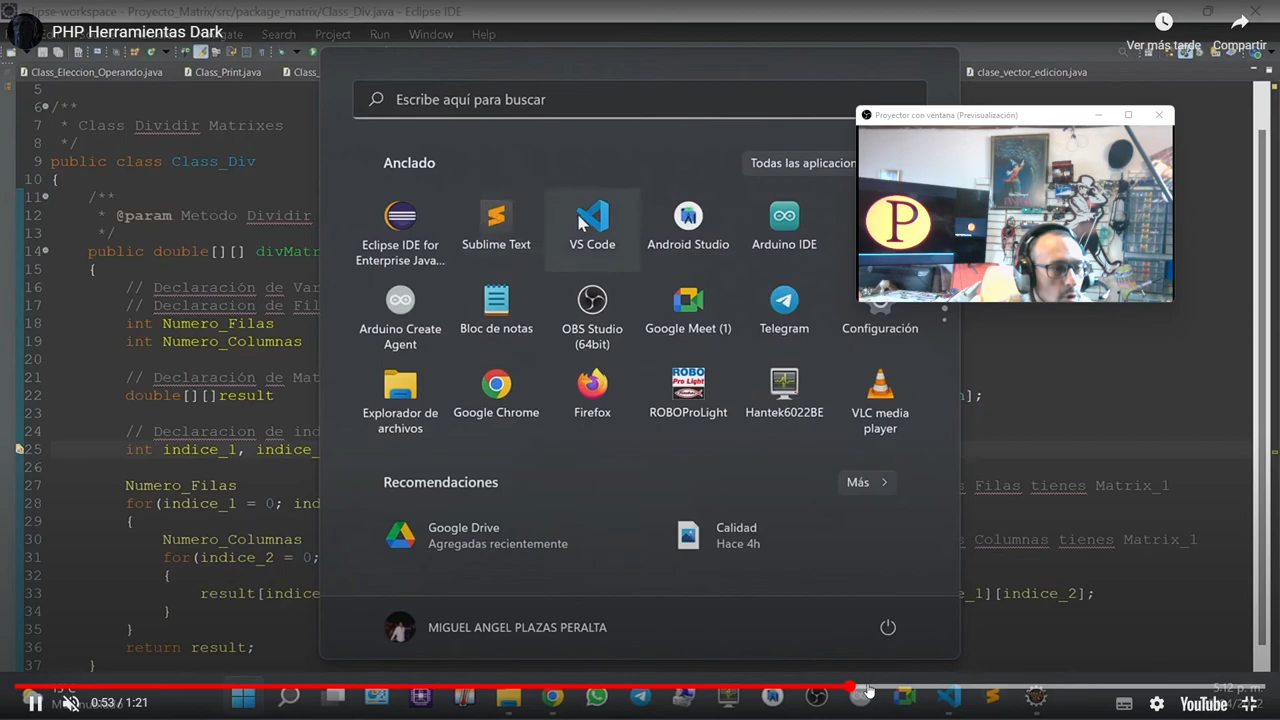 eclipse-workspace - Proyecto_Matrix/src/package_matrix/Class_Div.java - Eclipse IDE
PHP Herramientas Dark
Search Project Run Window Help
Ver más tarde Compartir
Class_Eleccion_Operando.java Class_Print.java Class_ clase_vector_edicion.java
5
6 /**
7 * Class Dividir Matrixes
8 */
9 public class Class_Div
10 {
11 /**
12 * @param Metodo Dividir
13 */
14 public double[][] divMatr
15 {
16 // Declaración de Var
17 // Declaración de Fil
18 int Numero_Filas
19 int Numero_Columnas
20
21 // Declaración de Mat
22 double[][]result n];
23
24 // Declaracion de ind
25 int indice_1, indice_
26
27 Numero_Filas s Filas tienes Matrix_1
28 for(indice_1 = 0; ind
29 {
30 Numero_Columnas s Columnas tienes Matrix_1
31 for(indice_2 = 0;
32 {
33 result[indice e_1][indice_2];
34 }
35 }
36 return result;
37 }
Escribe aquí para buscar
Anclado
Todas las aplicacion
Eclipse IDE for Enterprise Java...
Sublime Text
VS Code
Android Studio
Arduino IDE
Arduino Create Agent
Bloc de notas
OBS Studio (64bit)
Google Meet (1)
Telegram
Configuración
Explorador de archivos
Google Chrome
Firefox
ROBO Pro Light
ROBOProLight
Hantek6022BE
VLC media player
Recomendaciones
Más
Google Drive
Agregadas recientemente
Calidad
Hace 4h
MIGUEL ANGEL PLAZAS PERALTA
Proyector con ventana (Previsualización)
P
0:53 / 1:21
YouTube
5:12 p. m.